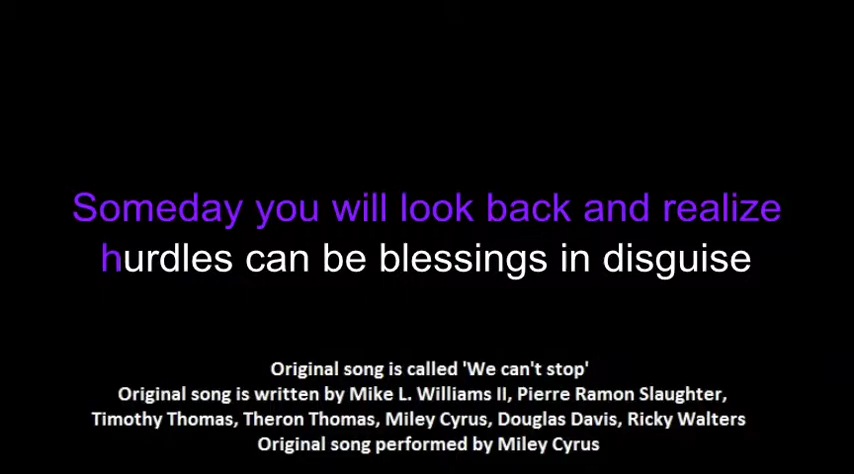 Someday you will look back and realize
hurdles can be blessings in disguise
Original song is called 'We can't stop'
Original song is written by Mike L. Williams II, Pierre Ramon Slaughter,
Timothy Thomas, Theron Thomas, Miley Cyrus, Douglas Davis, Ricky Walters
Original song performed by Miley Cyrus